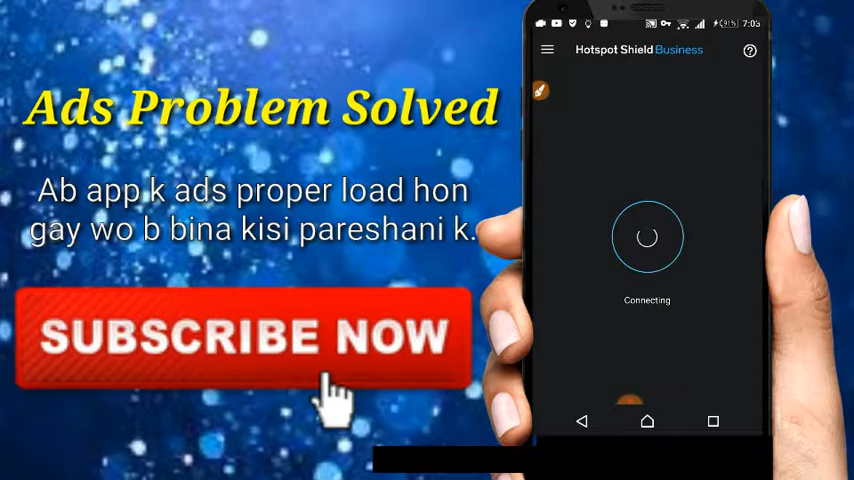 Ads Problem Solved
Ab app k ads proper load hon
gay wo b bina kisi pareshani k.
SUBSCRIBE NOW
91% 7:03
Hotspot Shield Business
Connecting